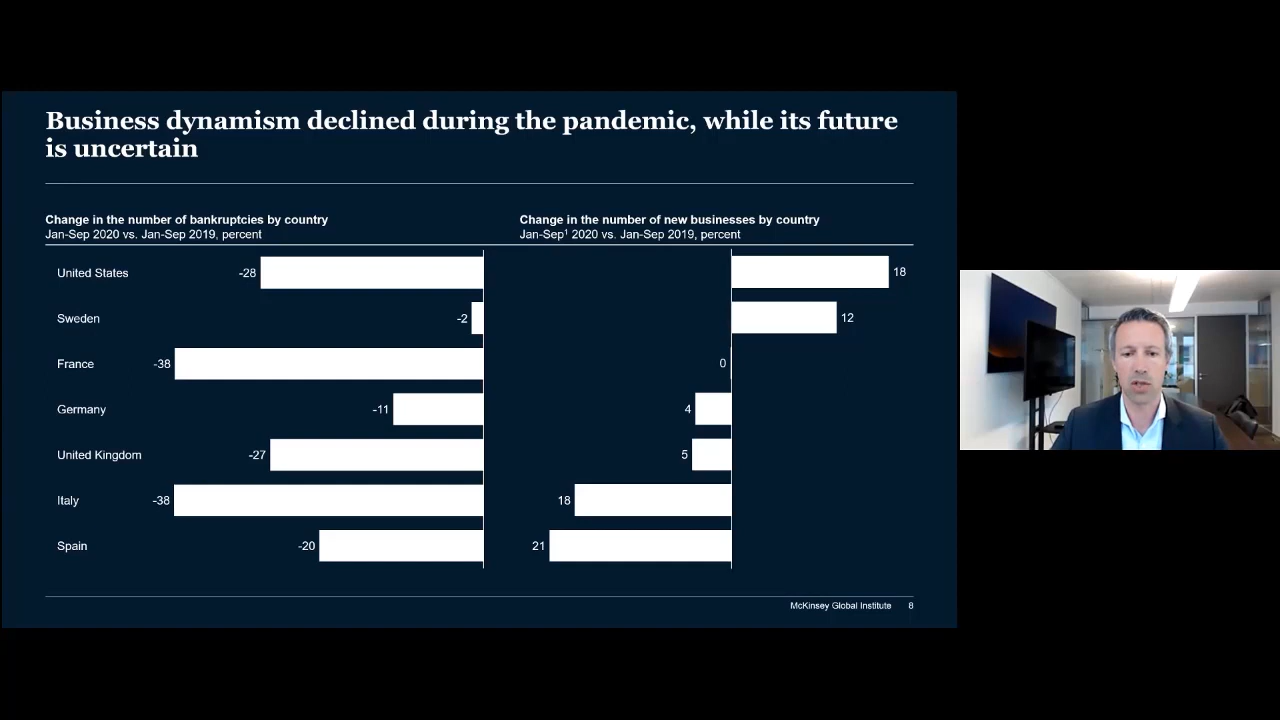 Business dynamism declined during the pandemic, while its future
is uncertain
Change in the number of bankruptcies by country
Jan-Sep 2020 vs. Jan-Sep 2019, percent
Change in the number of new businesses by country
Jan-Sep¹ 2020 vs. Jan-Sep 2019, percent
United States -28 18
Sweden -2 12
France -38 0
Germany -11 4
United Kingdom -27 5
Italy -38 18
Spain -20 21
McKinsey Global Institute 8